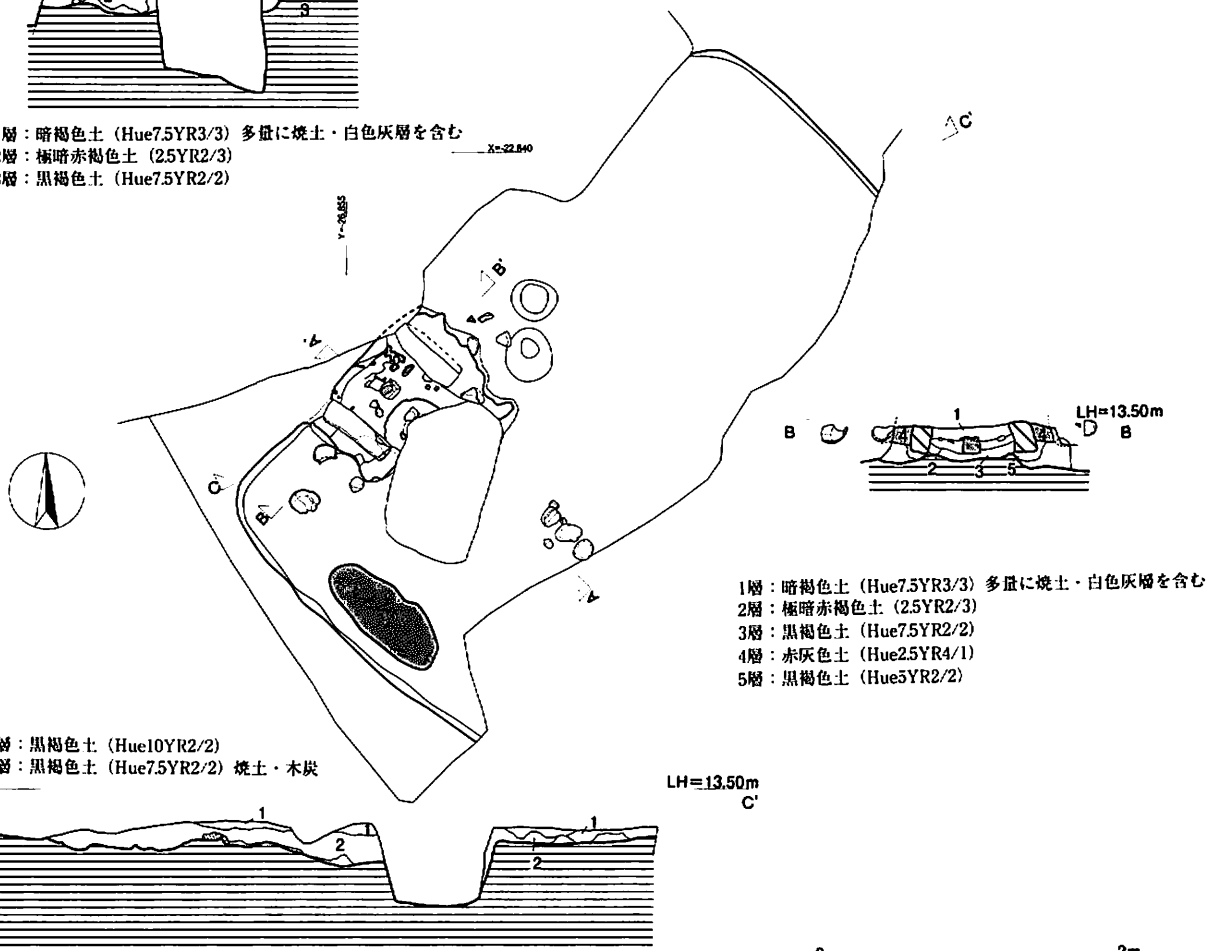 3
層：暗褐色土（Hue7.5YR3/3）多量に焼土・白色灰層を含む
層：極暗赤褐色土（2.5YR2/3）
層：黒褐色土（Hue7.5YR2/2）
X=-22.840
C'
B'
A'
C
B
A
1
LH=13.50m
B
B
4
2
3
5
1層：暗褐色土（Hue7.5YR3/3）多量に焼土・白色灰層を含む
2層：極暗赤褐色土（2.5YR2/3）
3層：黒褐色土（Hue7.5YR2/2）
4層：赤灰色土（Hue2.5YR4/1）
5層：黒褐色土（Hue5YR2/2）
層：黒褐色土（Hue10YR2/2）
層：黒褐色土（Hue7.5YR2/2）焼土・木炭
LH=13.50m
C'
1
1
1
2
2
2m